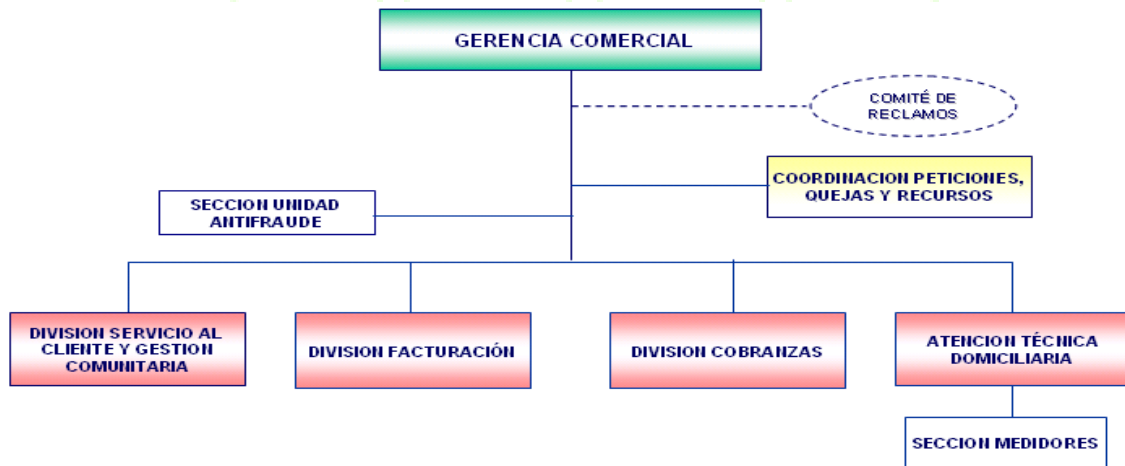 GERENCIA COMERCIAL
COMITÉ DE
RECLAMOS
COORDINACION PETICIONES,
QUEJAS Y RECURSOS
SECCION UNIDAD
ANTIFRAUDE
DIVISION SERVICIO AL
CLIENTE Y GESTION
COMUNITARIA
DIVISION FACTURACIÓN
DIVISION COBRANZAS
ATENCION TÉCNICA
DOMICILIARIA
SECCION MEDIDORES